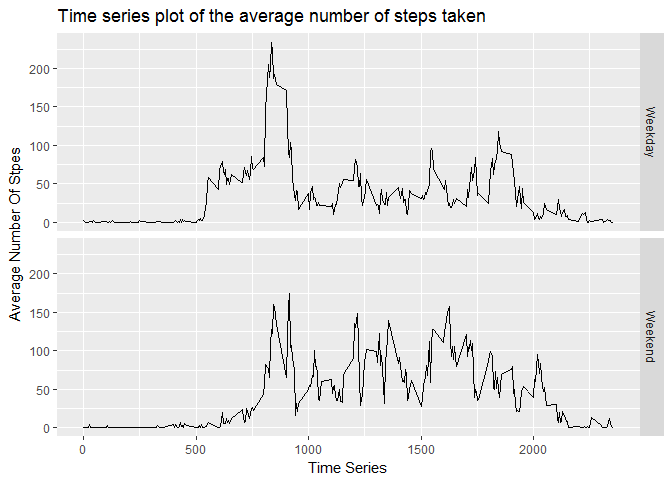 Time series plot of the average number of steps taken
Average Number Of Stpes
200
150
100
50
0
Weekday
200
150
100
50
0
Weekend
0 500 1000 1500 2000
Time Series